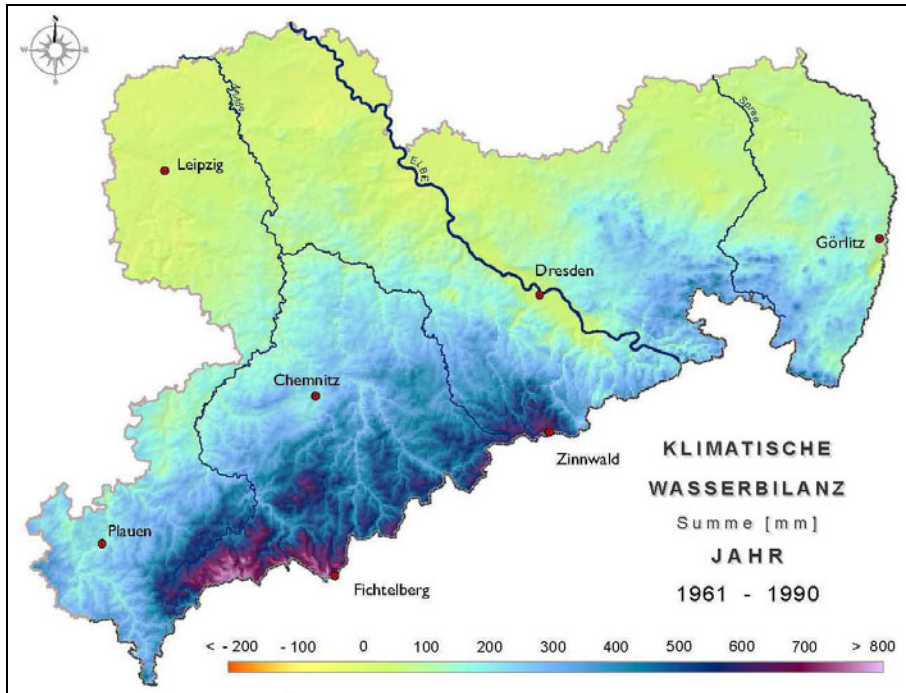 N
W
Mulde
ELBE
Spree
Leipzig
Görlitz
Dresden
Chemnitz
Zinnwald
Plauen
Fichtelberg
KLIMATISCHE
WASSERBILANZ
Summe [mm]
JAHR
1961 - 1990
< - 200 - 100 0 100 200 300 400 500 600 700 > 800